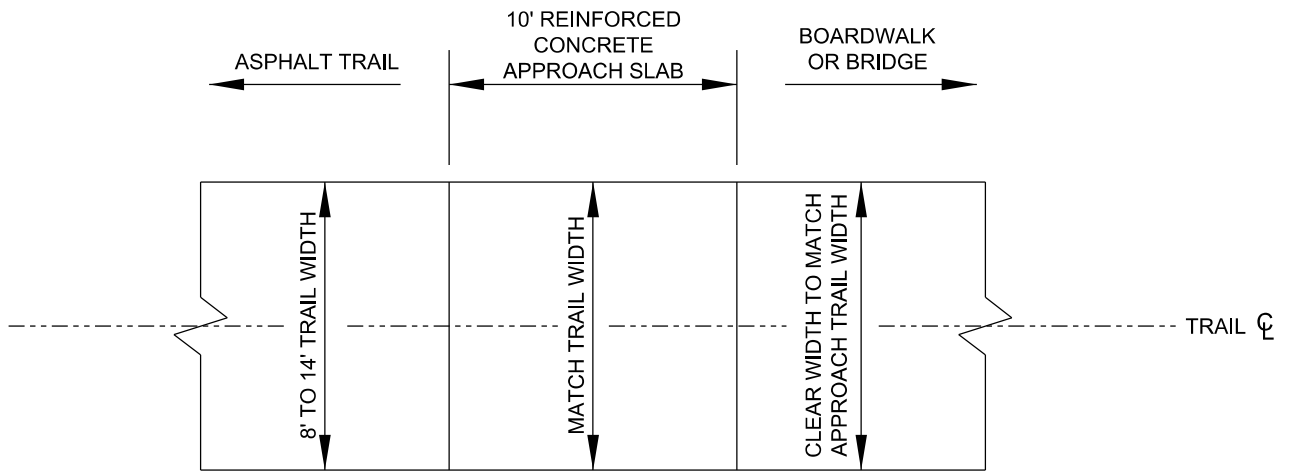 10' REINFORCED
CONCRETE
APPROACH SLAB
ASPHALT TRAIL
BOARDWALK
OR BRIDGE
8' TO 14' TRAIL WIDTH
MATCH TRAIL WIDTH
CLEAR WIDTH TO MATCH
APPROACH TRAIL WIDTH
TRAIL ℄